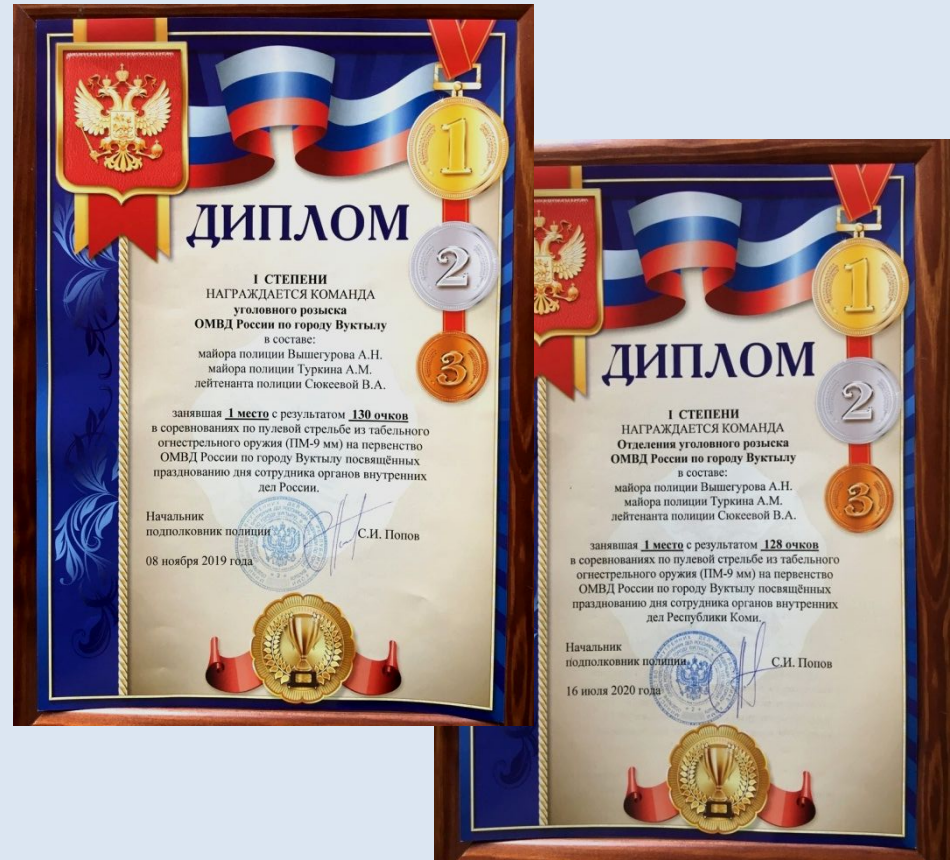 ДИПЛОМ
I СТЕПЕНИ
НАГРАЖДАЕТСЯ КОМАНДА
уголовного розыска
ОМВД России по городу Вуктылу
в составе:
майора полиции Вышегурова А.Н.
майора полиции Туркина А.М.
лейтенанта полиции Сюкеевой В.А.
занявшая 1 место с результатом 130 очков
в соревнованиях по пулевой стрельбе из табельного
огнестрельного оружия (ПМ-9 мм) на первенство
ОМВД России по городу Вуктылу посвящённых
празднованию дня сотрудника органов внутренних
дел России.
Начальник
подполковник полиции С.И. Попов
08 ноября 2019 года
1
2
3
ДИПЛОМ
I СТЕПЕНИ
НАГРАЖДАЕТСЯ КОМАНДА
Отделения уголовного розыска
ОМВД России по городу Вуктылу
в составе:
майора полиции Вышегурова А.Н.
майора полиции Туркина А.М.
лейтенанта полиции Сюкеевой В.А.
занявшая 1 место с результатом 128 очков
в соревнованиях по пулевой стрельбе из табельного
огнестрельного оружия (ПМ-9 мм) на первенство
ОМВД России по городу Вуктылу посвящённых
празднованию дня сотрудника органов внутренних
дел Республики Коми.
Начальник
подполковник полиции С.И. Попов
16 июля 2020 года
1
2
3